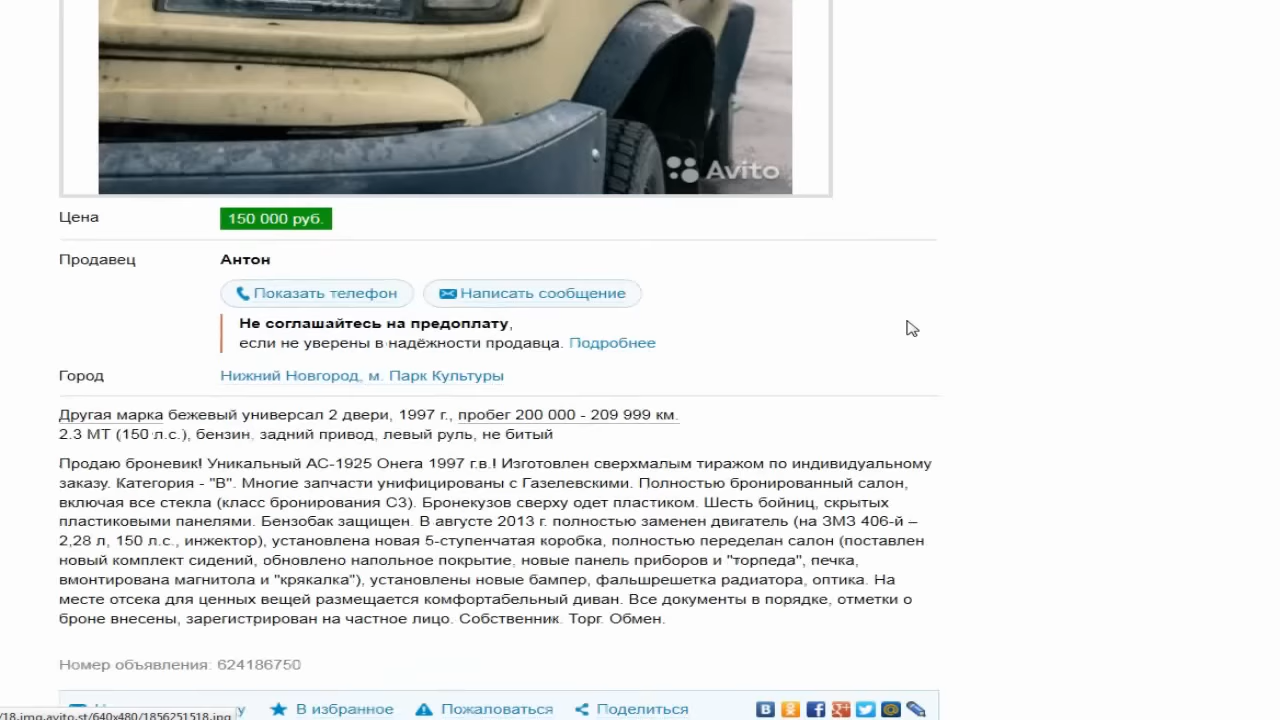 Avito
Цена
150 000 руб.
Продавец
Антон
Показать телефон
Написать сообщение
Не соглашайтесь на предоплату,
если не уверены в надёжности продавца. Подробнее
Город
Нижний Новгород, м. Парк Культуры
Другая марка бежевый универсал 2 двери, 1997 г., пробег 200 000 - 209 999 км.
2.3 МТ (150 л.с.), бензин, задний привод, левый руль, не битый
Продаю броневик! Уникальный АС-1925 Онега 1997 г.в.! Изготовлен сверхмалым тиражом по индивидуальному
заказу. Категория - "В". Многие запчасти унифицированы с Газелевскими. Полностью бронированный салон,
включая все стекла (класс бронирования С3). Бронекузов сверху одет пластиком. Шесть бойниц, скрытых
пластиковыми панелями. Бензобак защищен. В августе 2013 г. полностью заменен двигатель (на ЗМЗ 406-й –
2,28 л, 150 л.с., инжектор), установлена новая 5-ступенчатая коробка, полностью переделан салон (поставлен
новый комплект сидений, обновлено напольное покрытие, новые панель приборов и "торпеда", печка,
вмонтирована магнитола и "крякалка"), установлены новые бампер, фальшрешетка радиатора, оптика. На
месте отсека для ценных вещей размещается комфортабельный диван. Все документы в порядке, отметки о
броне внесены, зарегистрирован на частное лицо. Собственник. Торг. Обмен.
Номер объявления: 624186750
В избранное
Пожаловаться
Поделиться
/18.img.avito.st/640x480/1856251518.jpg